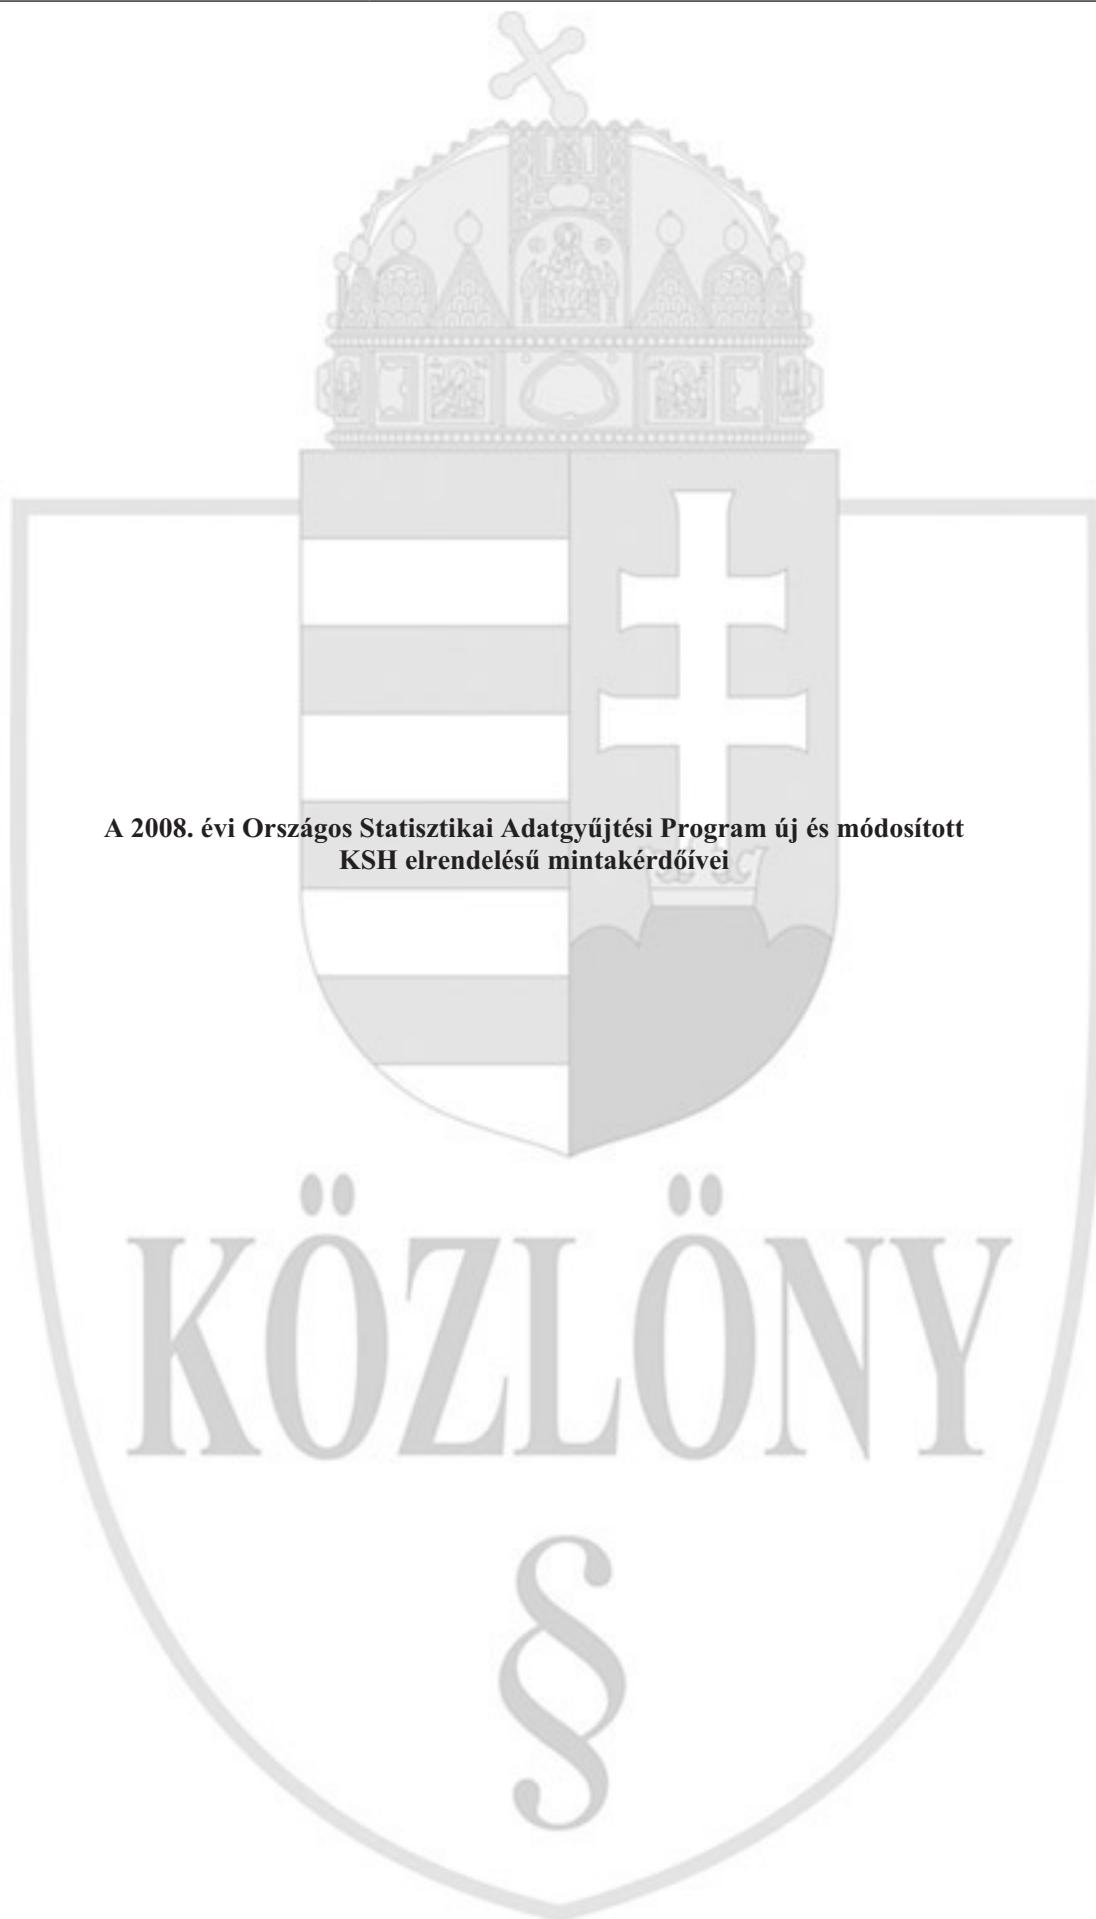 A 2008. évi Országos Statisztikai Adatgyűjtési Program új és módosított
KSH elrendelésű mintakérdőívei
KÖZLÖNY
§